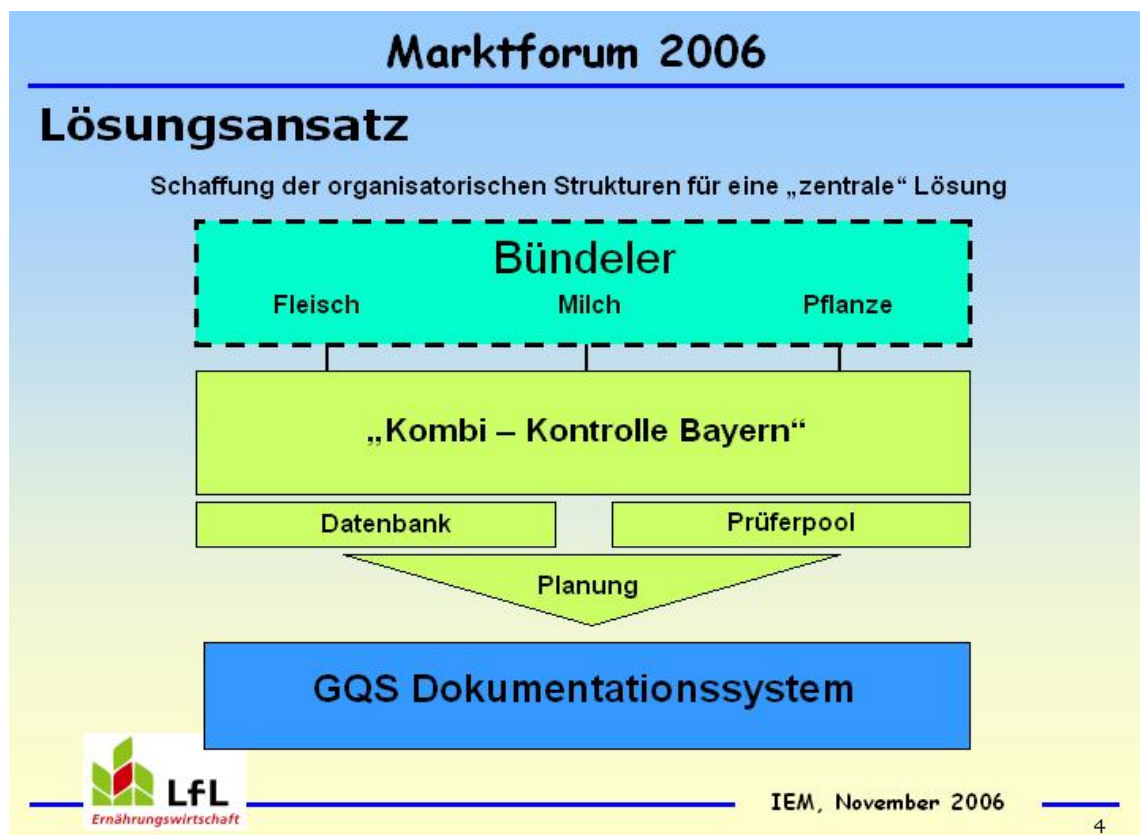 Marktforum 2006
Lösungsansatz
Schaffung der organisatorischen Strukturen für eine „zentrale“ Lösung
Bündeler
Fleisch Milch Pflanze
„Kombi – Kontrolle Bayern“
Datenbank Prüferpool
Planung
GQS Dokumentationssystem
LfL
Ernährungswirtschaft
IEM, November 2006
4